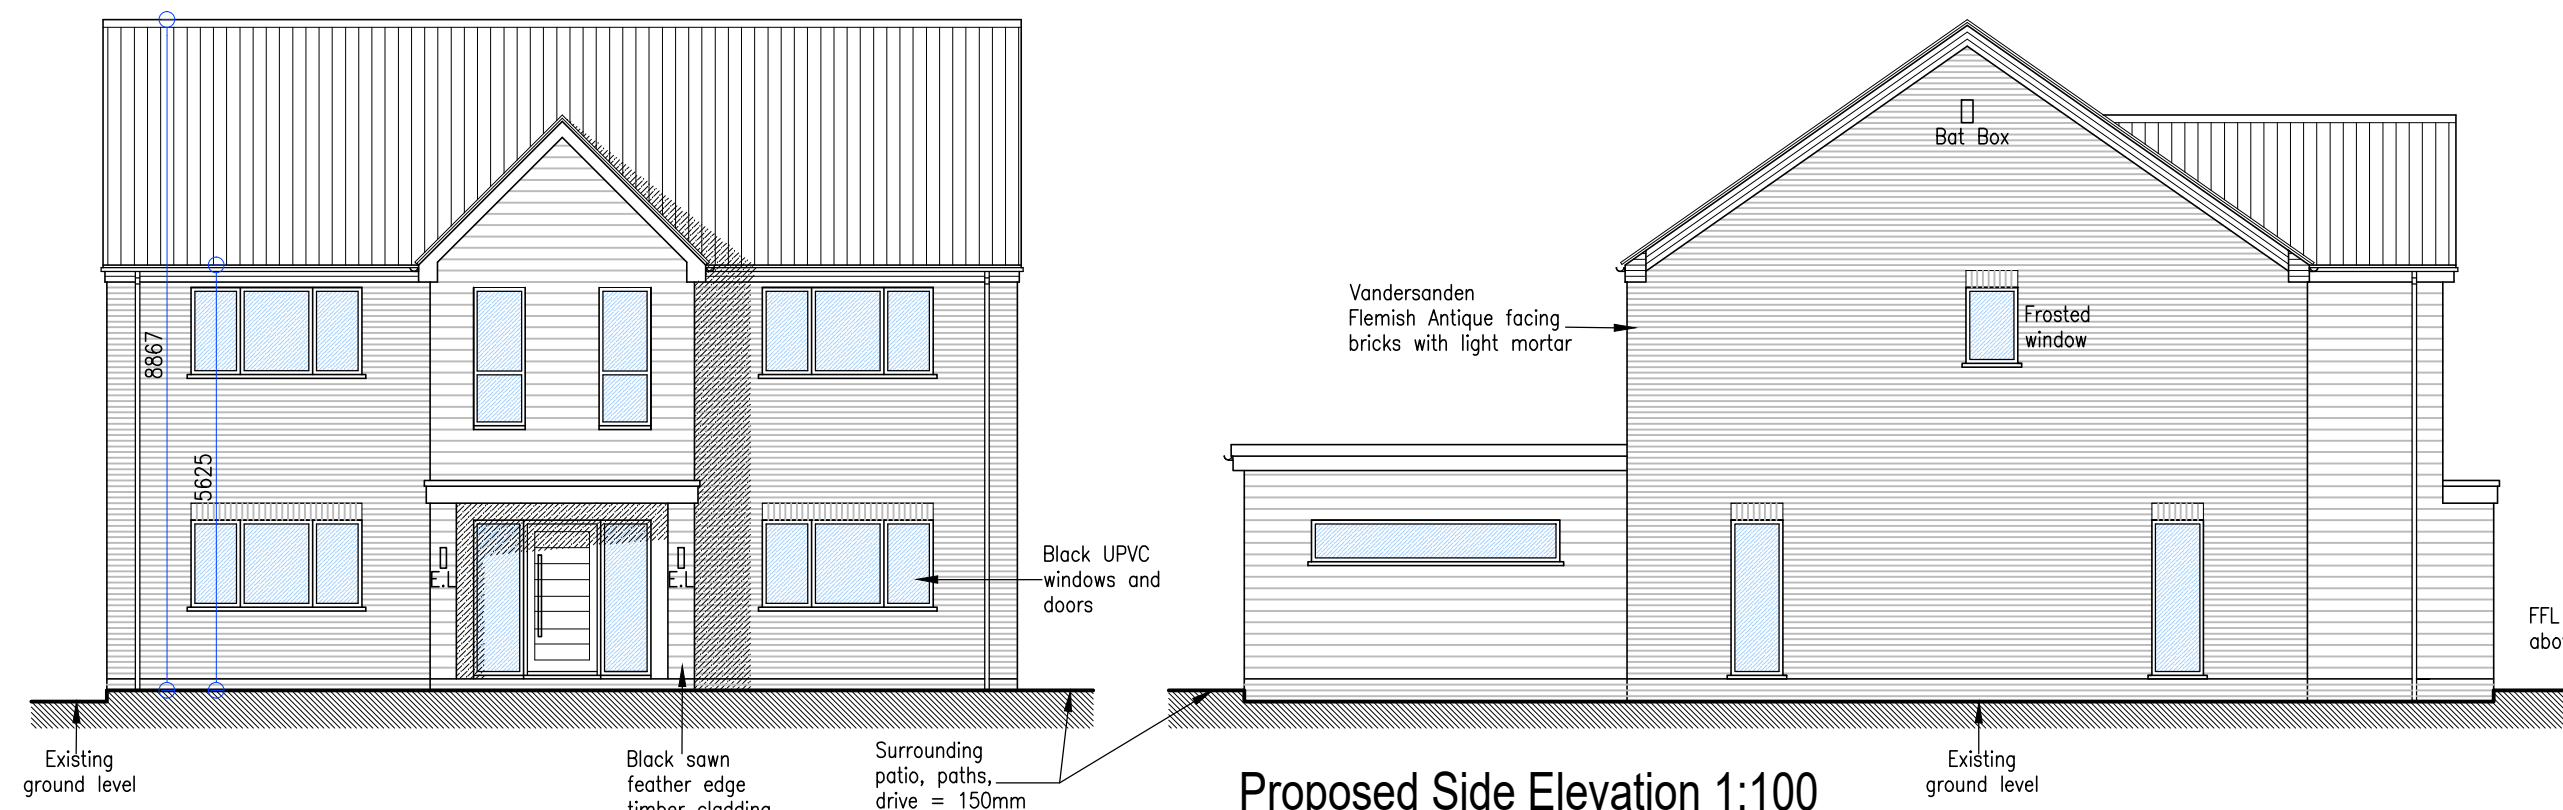 8867
5625
E.L
E.L
Black UPVC
windows and
doors
Existing
ground level
Black sawn
feather edge
timber cladding
Surrounding
patio, paths,
drive = 150mm
Bat Box
Vandersanden
Flemish Antique facing
bricks with light mortar
Frosted
window
FFL
Existing
ground level
Proposed Side Elevation 1:100